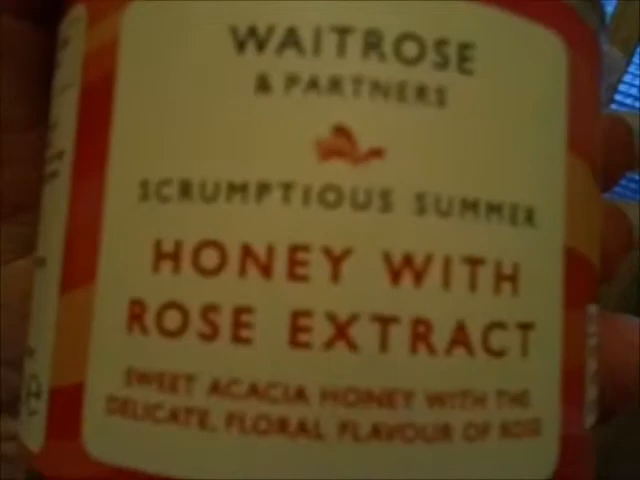 WAITROSE
& PARTNERS
SCRUMPTIOUS SUMMER
HONEY WITH
ROSE EXTRACT
SWEET ACACIA HONEY WITH THE
DELICATE, FLORAL FLAVOUR OF ROSE